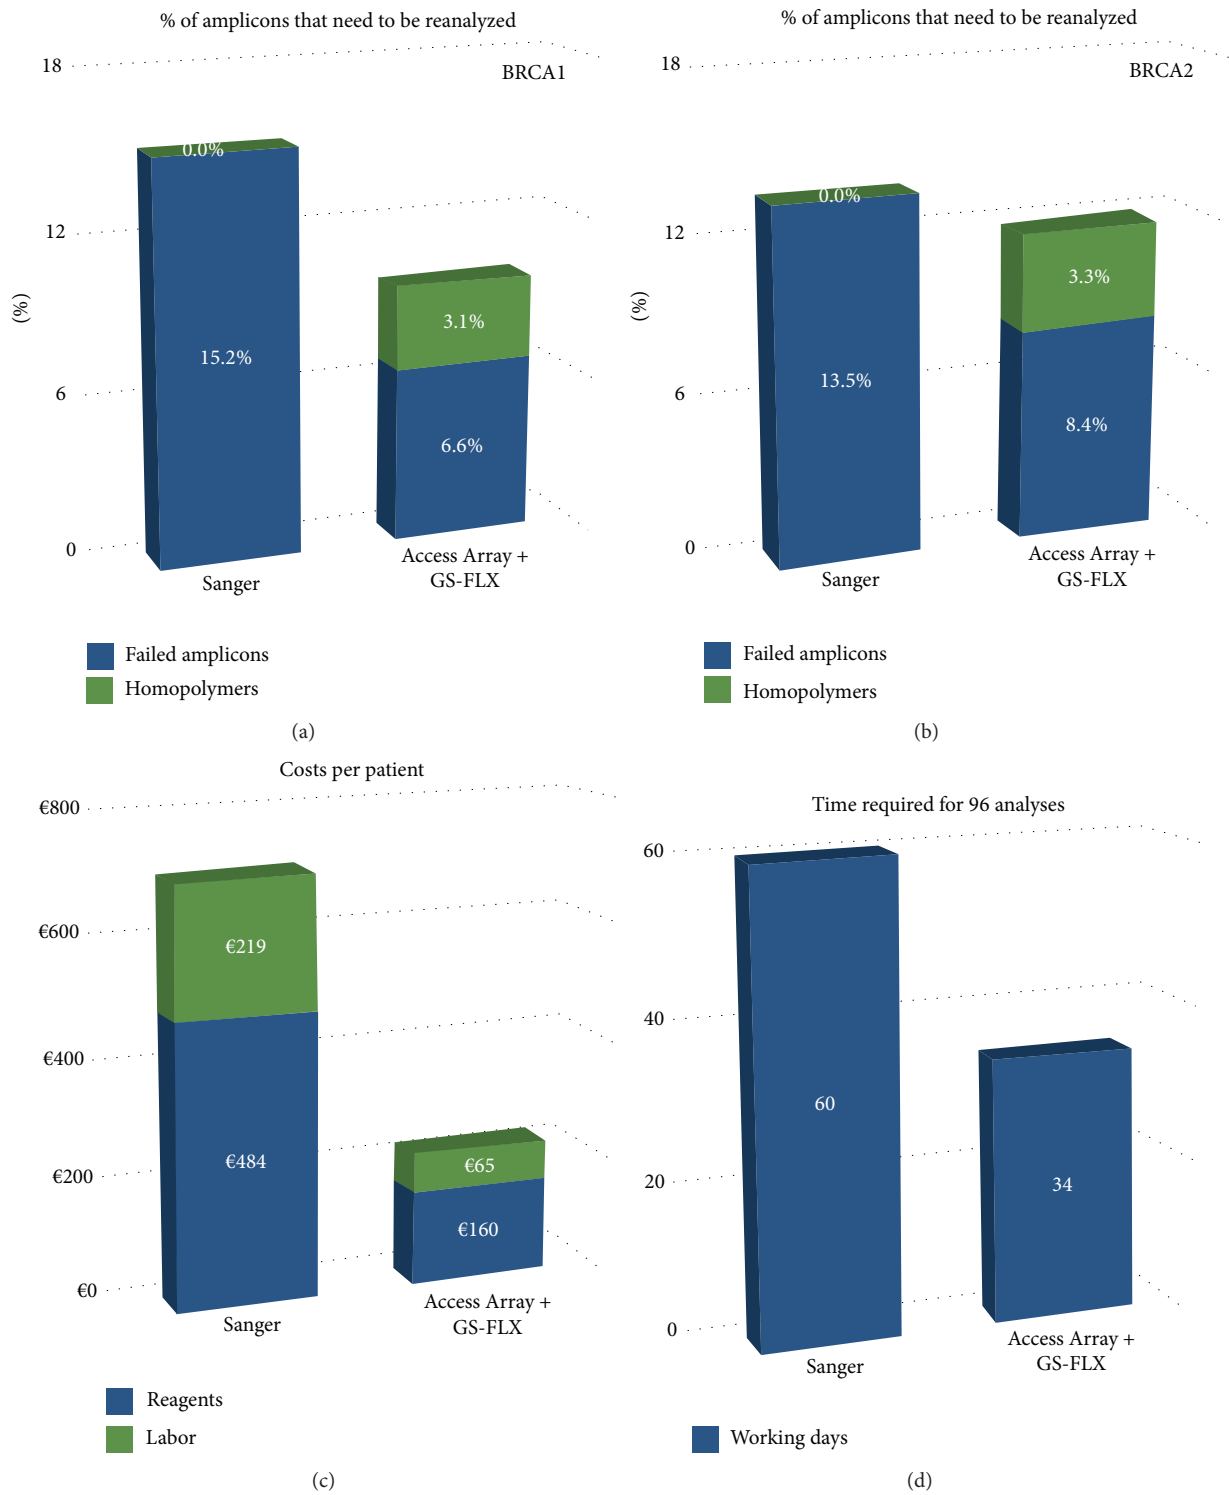 % of amplicons that need to be reanalyzed
18
BRCA1
0.0%
12
(%)
3.1%
15.2%
6
6.6%
0
Access Array +
GS-FLX
Sanger
Failed amplicons
Homopolymers
(a)
% of amplicons that need to be reanalyzed
18
BRCA2
0.0%
12
(%)
3.3%
13.5%
6
8.4%
0
Access Array +
GS-FLX
Sanger
Failed amplicons
Homopolymers
(b)
Costs per patient
€800
€600
€219
€400
€484
€65
€200
€160
€0
Access Array +
GS-FLX
Sanger
Reagents
Labor
(c)
Time required for 96 analyses
60
40
60
20
34
0
Access Array +
GS-FLX
Sanger
Working days
(d)